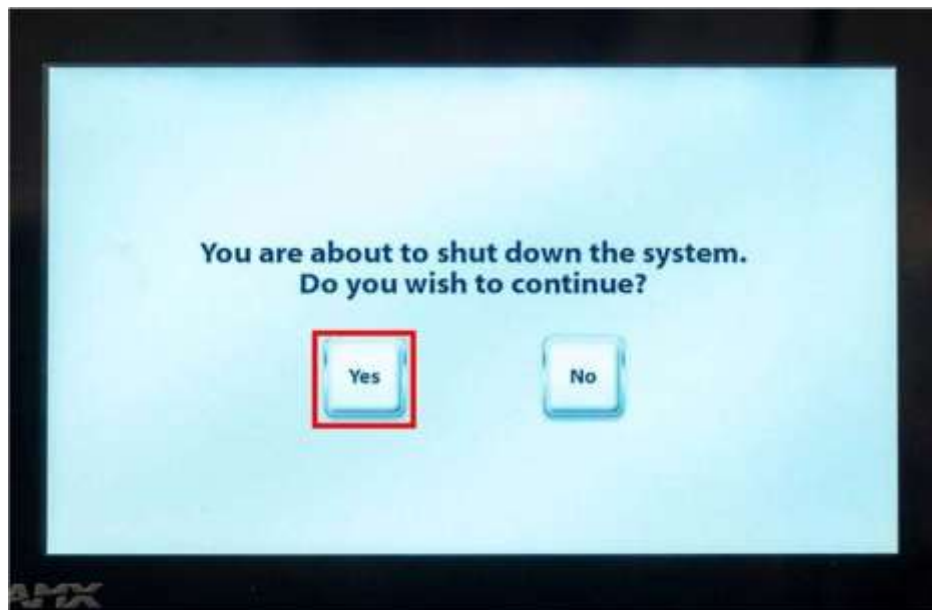 You are about to shut down the system.
Do you wish to continue?
Yes
No
AMX